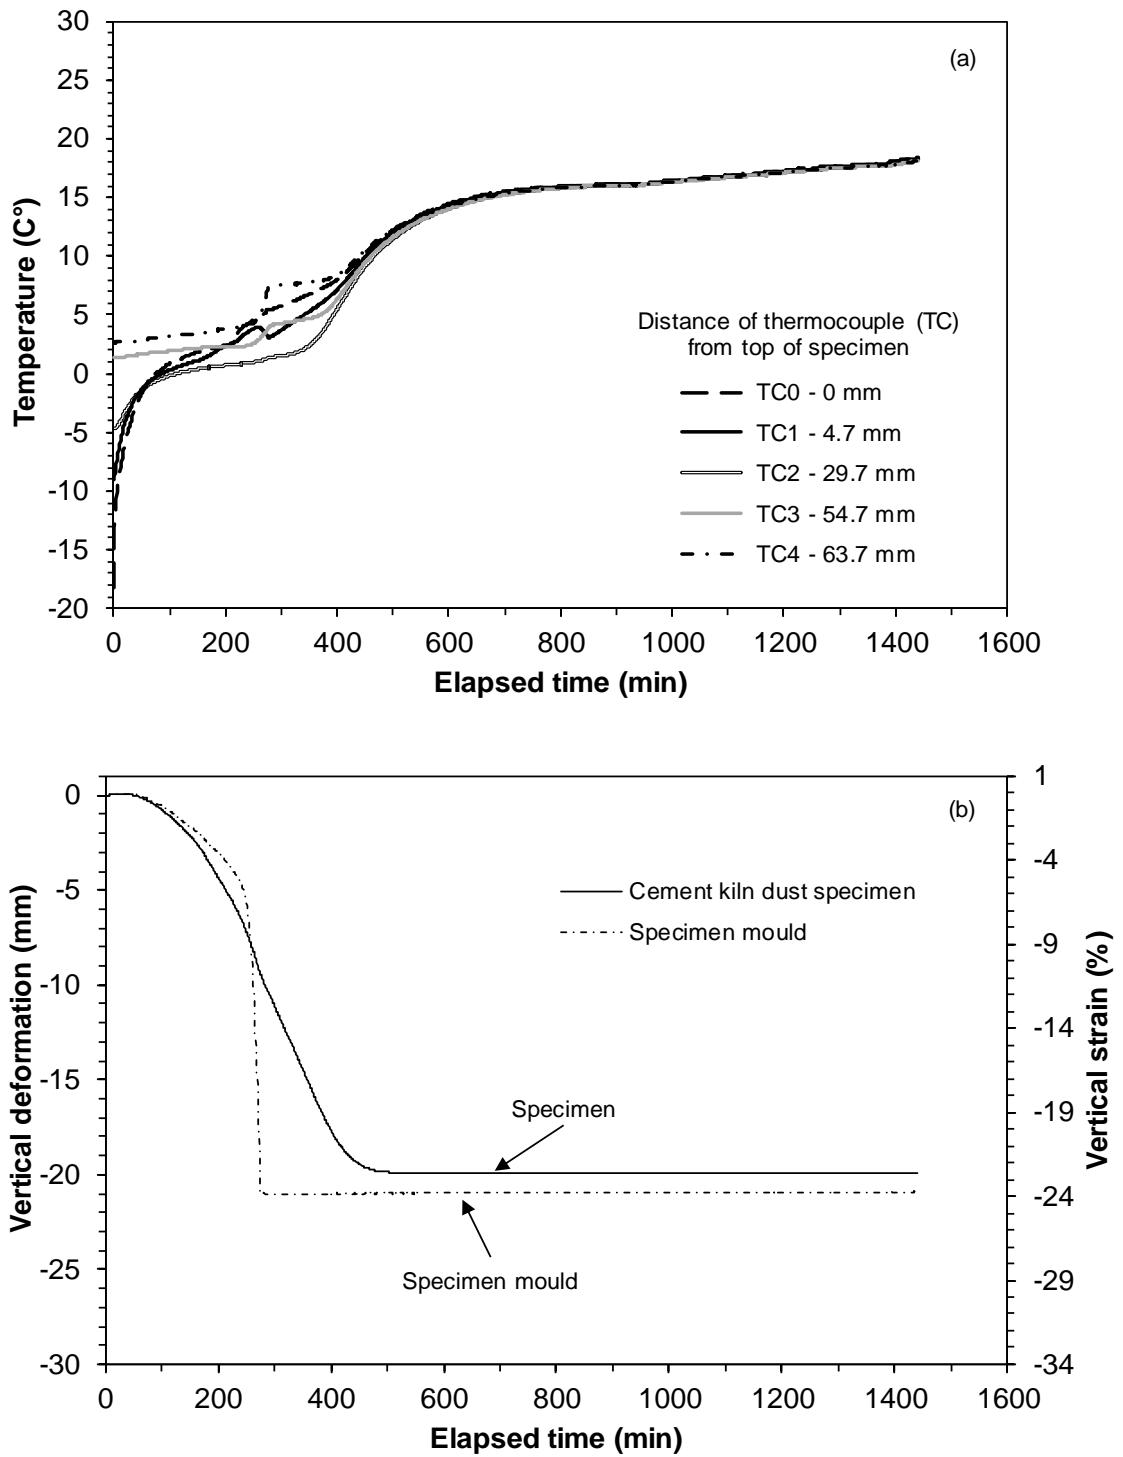 30
25
20
15
10
5
0
-5
-10
-15
-20
Temperature (C°)
(a)
Distance of thermocouple (TC)
from top of specimen
TC0 - 0 mm
TC1 - 4.7 mm
TC2 - 29.7 mm
TC3 - 54.7 mm
TC4 - 63.7 mm
0 200 400 600 800 1000 1200 1400 1600
Elapsed time (min)
0
-5
-10
-15
-20
-25
-30
Vertical deformation (mm)
(b)
Cement kiln dust specimen
Specimen mould
Specimen
Specimen mould
1
-4
-9
-14
-19
-24
-29
-34
Vertical strain (%)
0 200 400 600 800 1000 1200 1400 1600
Elapsed time (min)